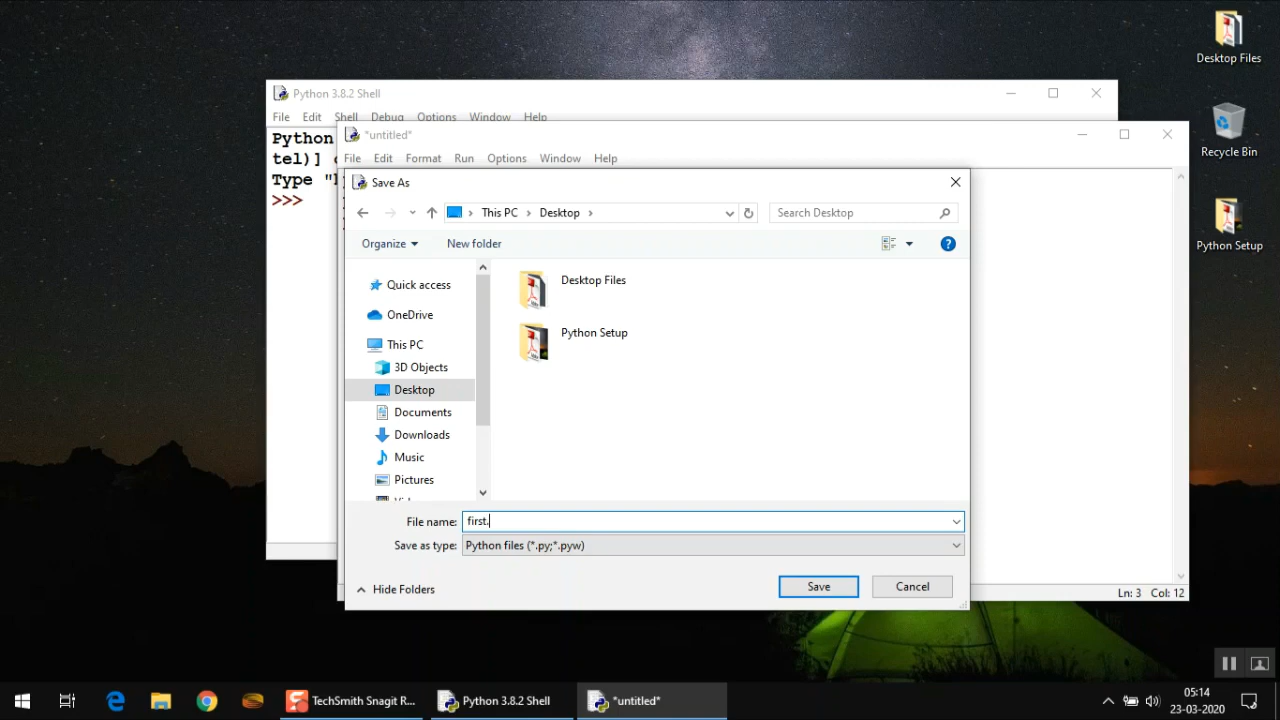 Desktop Files
Recycle Bin
Python Setup
Python 3.8.2 Shell
File Edit Shell Debug Options Window Help
Python
tel)]
Type
>>>
*untitled*
File Edit Format Run Options Window Help
Save As
This PC > Desktop >
Search Desktop
Organize
New folder
Quick access
OneDrive
This PC
3D Objects
Desktop
Documents
Downloads
Music
Pictures
Desktop Files
Python Setup
File name: first.
Save as type: Python files (*.py;*.pyw)
Hide Folders
Save
Cancel
Ln: 3 Col: 12
TechSmith Snagit R...
Python 3.8.2 Shell
*untitled*
05:14
23-03-2020